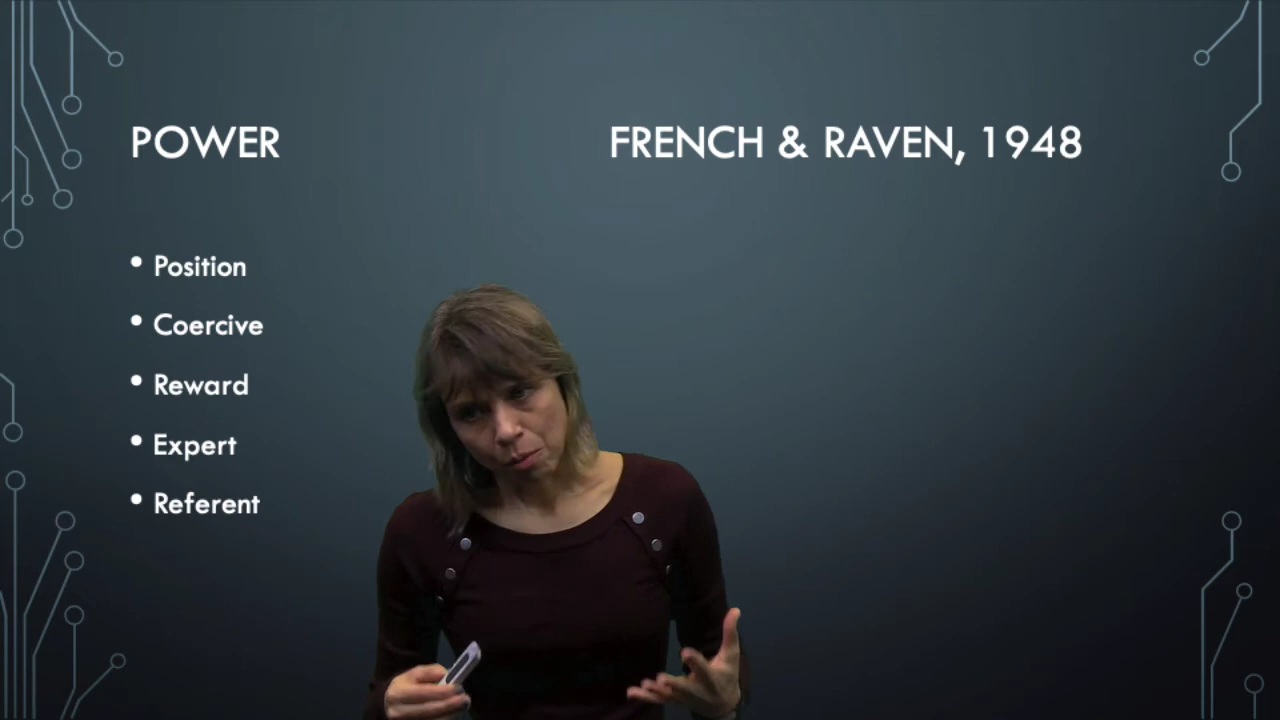 POWER
FRENCH & RAVEN, 1948
• Position
• Coercive
• Reward
• Expert
• Referent